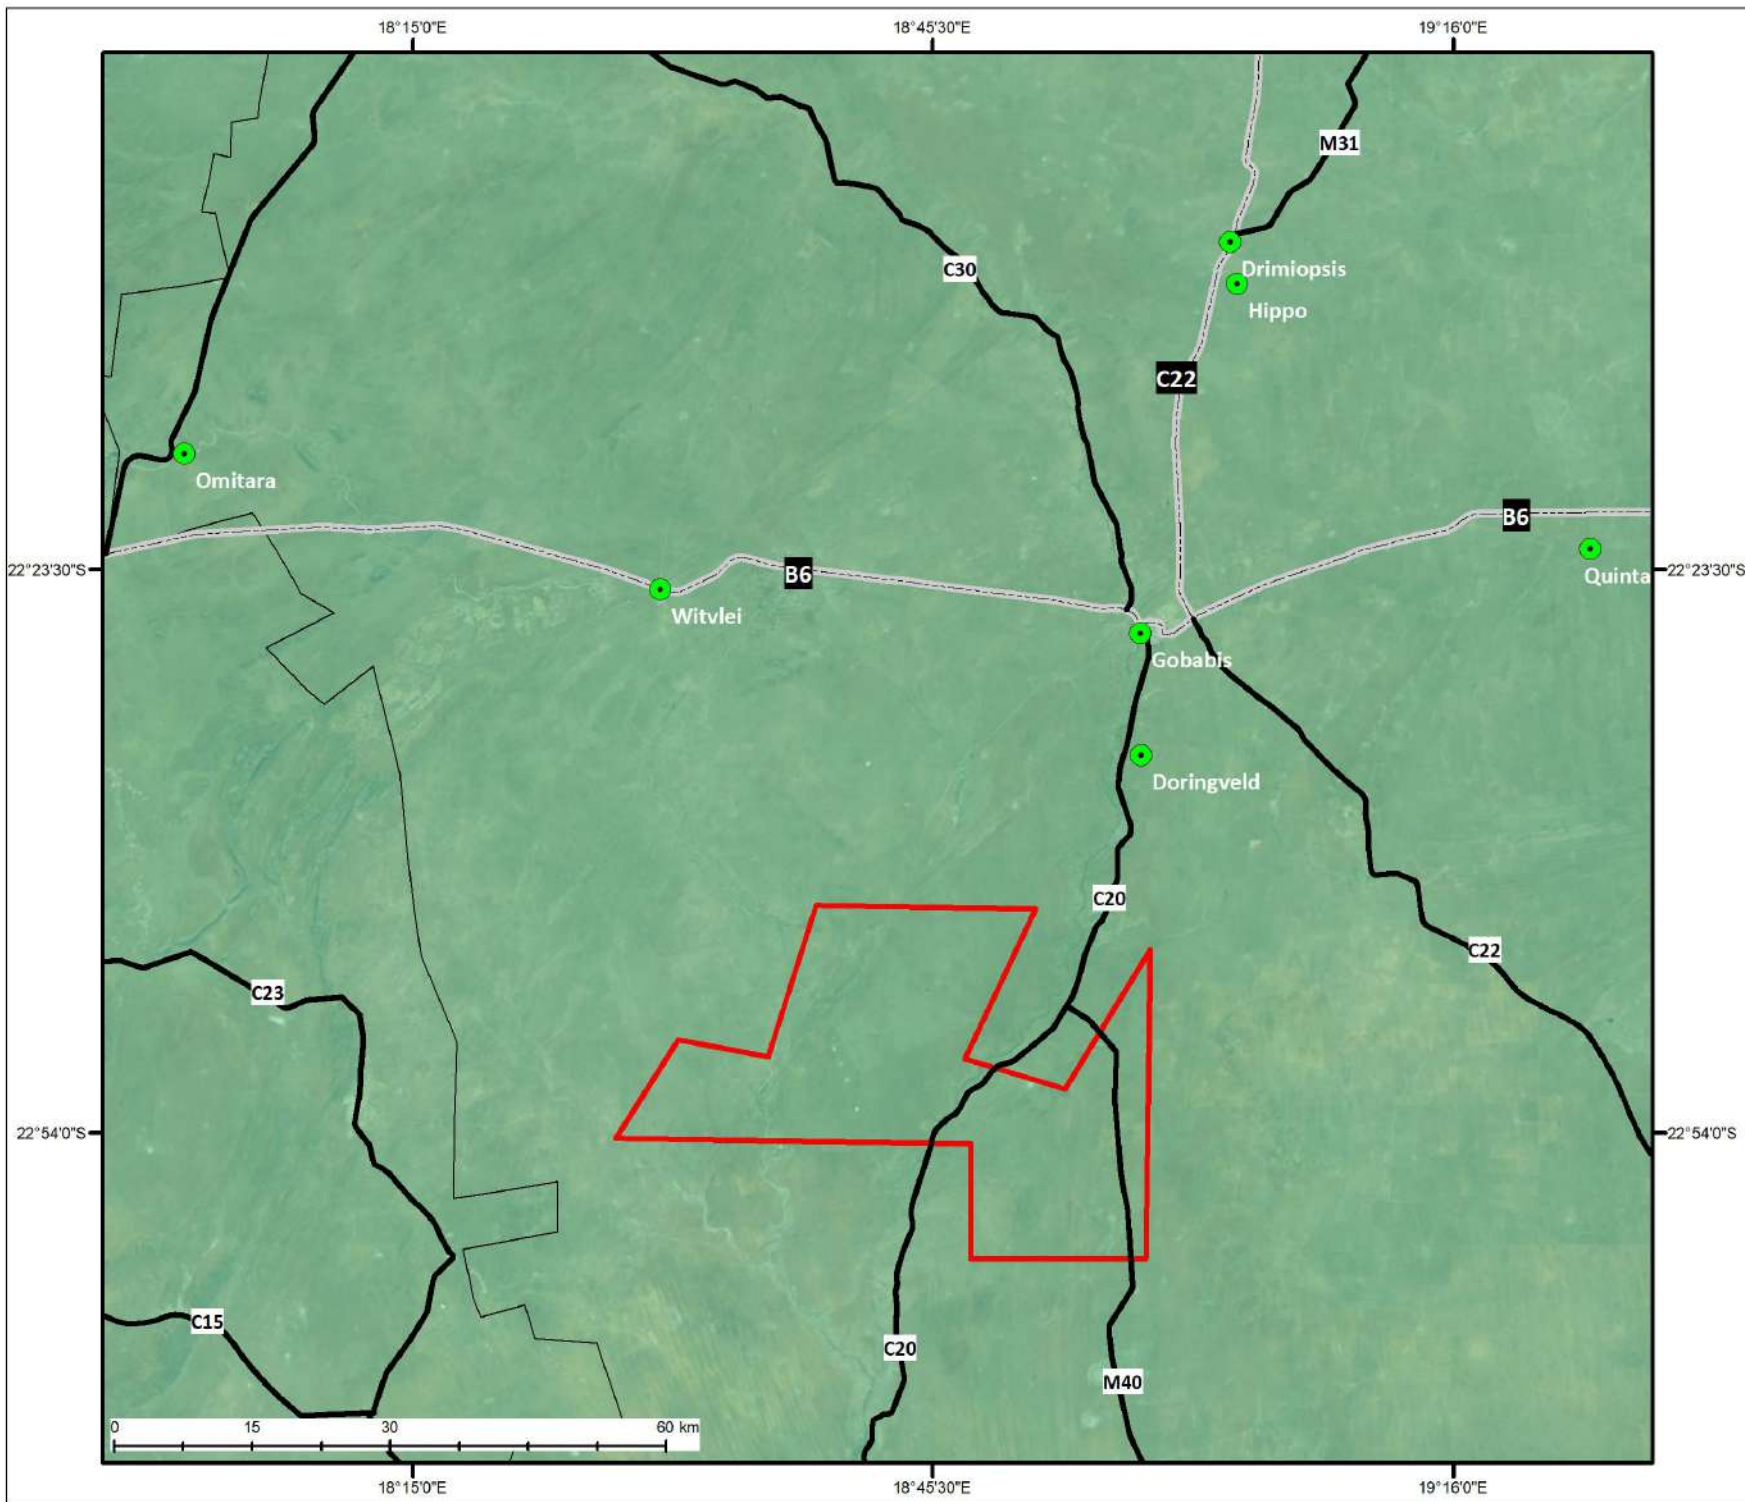 18°15'0"E
18°45'30"E
19°16'0"E
M31
C30
Drimiopsis
Hippo
C22
Omitara
B6
22°23'30"S
B6
22°23'30"S
Quinta
Witvlei
Gobabis
Doringveld
C20
C22
C23
22°54'0"S
22°54'0"S
C15
C20
M40
0 15 30 60 km
18°15'0"E
18°45'30"E
19°16'0"E